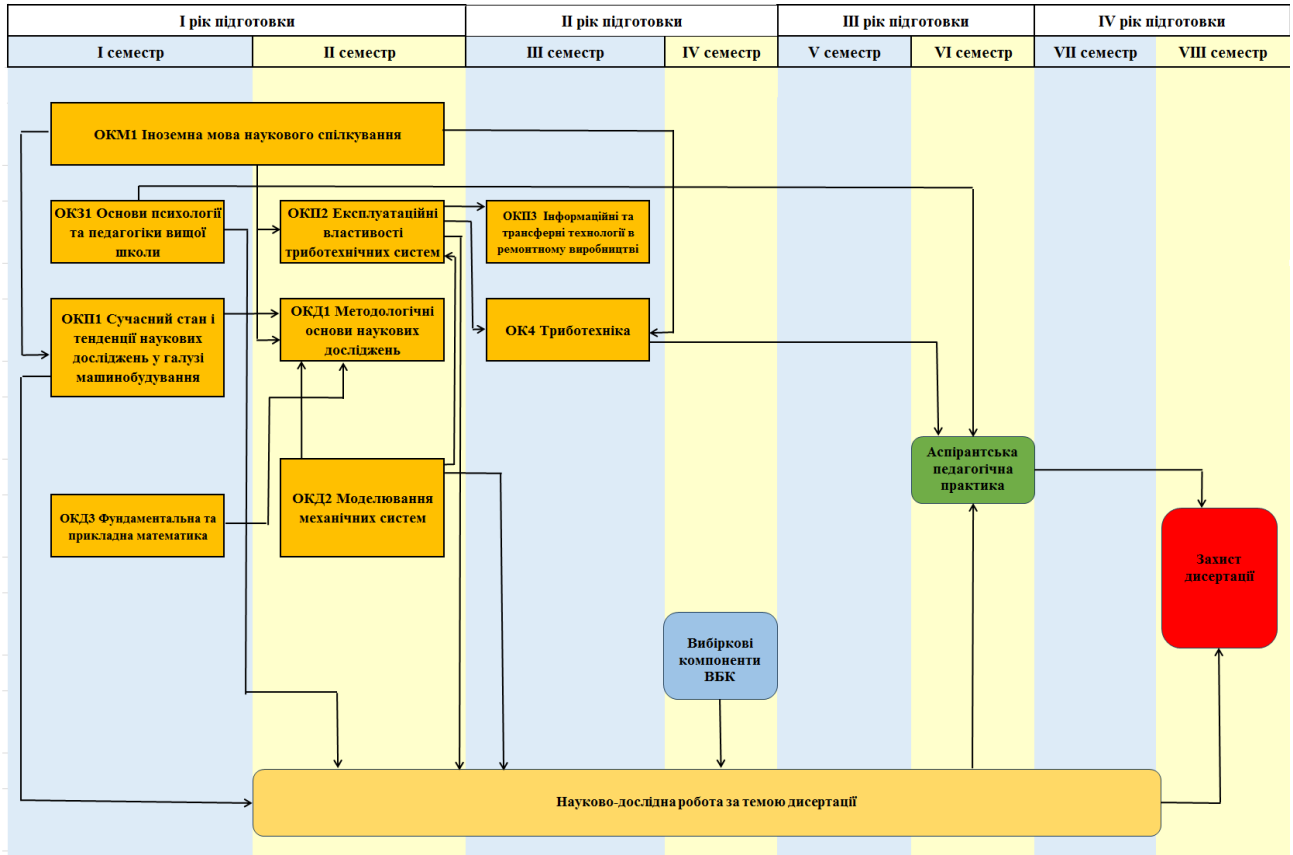 І рік підготовки
ІІ рік підготовки
ІІІ рік підготовки
IV рік підготовки
І семестр
ІІ семестр
ІІІ семестр
IV семестр
V семестр
VI семестр
VII семестр
VIII семестр
ОКМ1 Іноземна мова наукового спілкування
ОКЗ1 Основи психології
та педагогіки вищої
школи
ОКП2 Експлуатаційні
властивості
триботехнічних систем
ОКП3 Інформаційні та
трансферні технології в
ремонтному виробництві
ОКП1 Сучасний стан і
тенденції наукових
досліджень у галузі
машинобудування
ОКД1 Методологічні
основи наукових
досліджень
ОК4 Триботехніка
ОКД3 Фундаментальна та
прикладна математика
ОКД2 Моделювання
механічних систем
Аспірантська
педагогічна
практика
Захист
дисертації
Вибіркові
компоненти
ВБК
Науково-дослідна робота за темою дисертації